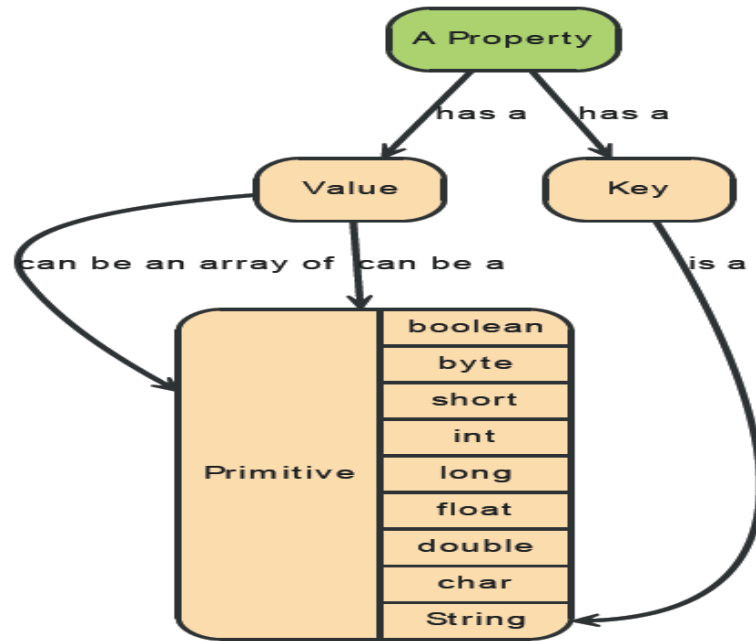 A Property
has a
has a
Value
Key
can be an array of
can be a
is a
Primitive
boolean
byte
short
int
long
float
double
char
String